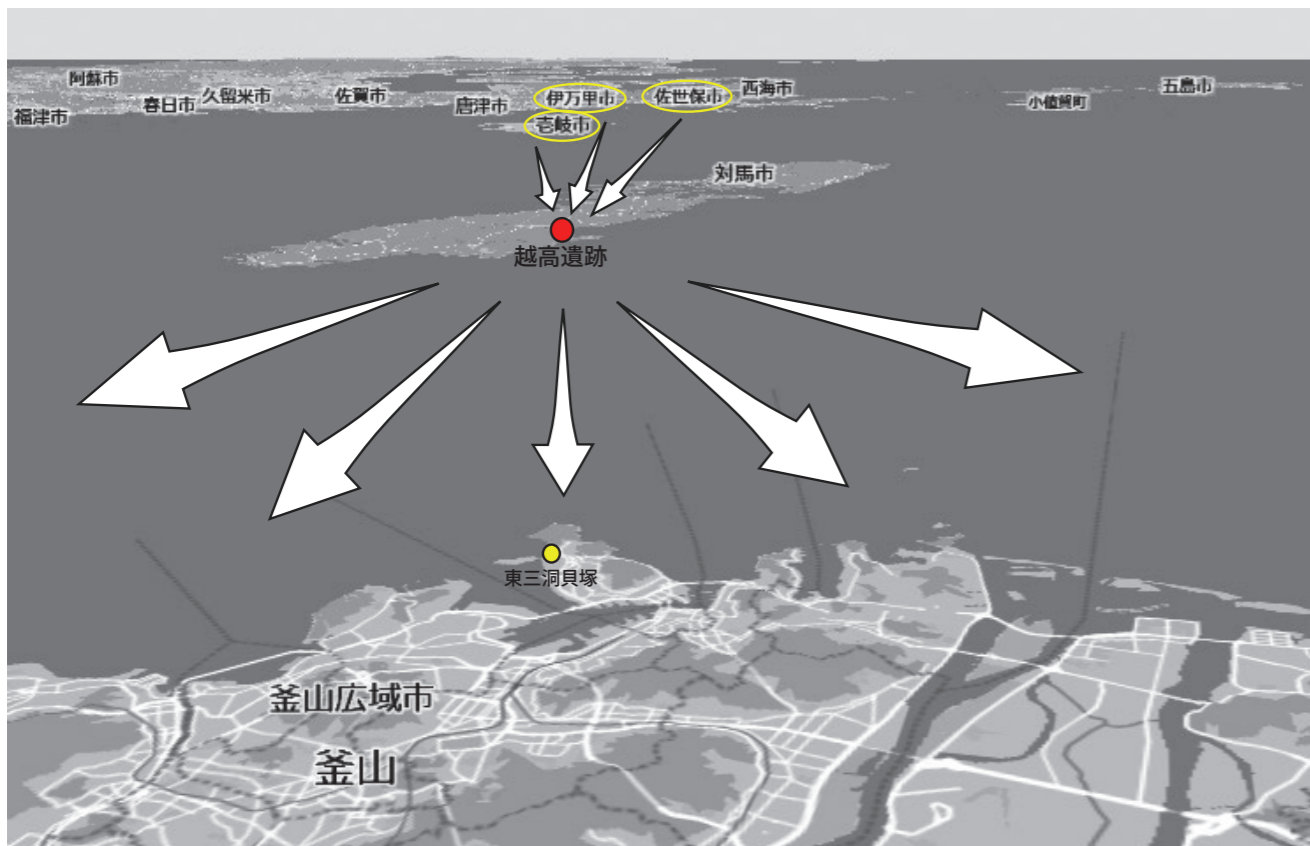 阿蘇市
福津市
春日市
久留米市
佐賀市
唐津市
伊万里市
壱岐市
佐世保市
西海市
小値賀町
五島市
対馬市
越高遺跡
東三洞貝塚
釜山広域市
釜山